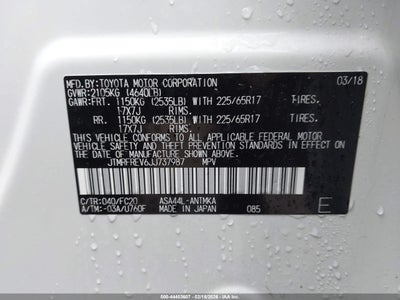 MFD.BY: TOYOTA MOTOR CORPORATION 03/18
GVWR: 2105KG (4640LB)
GAWR: FRT. 1150KG (2535LB) WITH 225/65R17 TIRES,
17X7J RIMS,
RR. 1150KG (2535LB) WITH 225/65R17 TIRES,
17X7J RIMS,
THIS VEHICLE CONFORMS TO ALL APPLICABLE FEDERAL MOTOR
VEHICLE SAFETY, BUMPER, AND THEFT PREVENTION STANDARDS
IN EFFECT ON THE DATE OF MANUFACTURE SHOWN ABOVE.
JTMRFREV6JJ737987 MPV
C/TR: 040/FC20 ASA44L-ANTMKA
A/TM: -03A/U760F MADE IN JAPAN 085 E